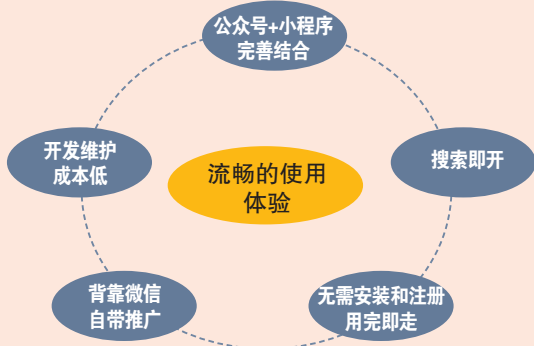 公众号+小程序
完善结合
开发维护
成本低
搜索即开
流畅的使用
体验
背靠微信
自带推广
无需安装和注册
用完即走